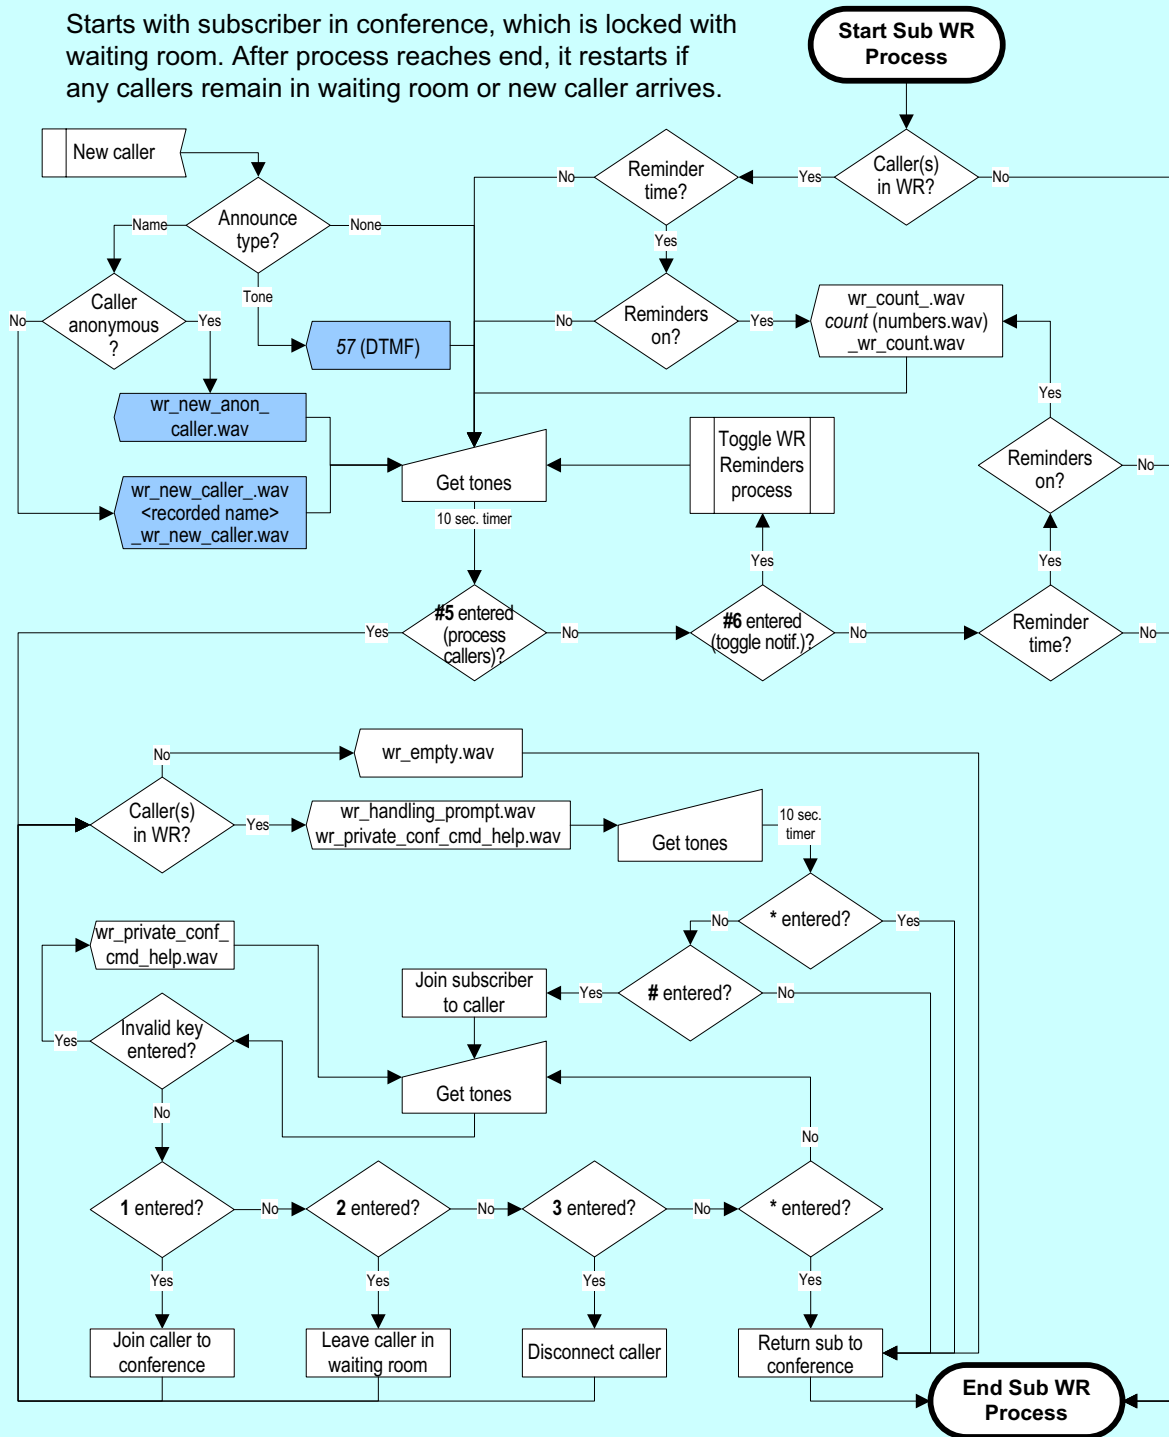 Starts with subscriber in conference, which is locked with
waiting room. After process reaches end, it restarts if
any callers remain in waiting room or new caller arrives.
Start Sub WR
Process
New caller
Reminder
time?
Caller(s)
in WR?
No
Yes
No
Announce
type?
Name
None
Yes
Tone
Caller
anonymous
?
No
Yes
57 (DTMF)
Reminders
on?
No
Yes
wr_count_.wav
count (numbers.wav)
_wr_count.wav
wr_new_anon_
caller.wav
Yes
wr_new_caller_.wav
<recorded name>
_wr_new_caller.wav
Get tones
Toggle WR
Reminders
process
Reminders
on?
No
10 sec. timer
Yes
Yes
#5 entered
(process
callers)?
Yes
No
#6 entered
(toggle notif.)?
No
Reminder
time?
No
No
wr_empty.wav
Caller(s)
in WR?
Yes
wr_handling_prompt.wav
wr_private_conf_cmd_help.wav
Get tones
10 sec.
timer
* entered?
No
Yes
wr_private_conf_
cmd_help.wav
Join subscriber
to caller
Yes
# entered?
No
Invalid key
entered?
Yes
Get tones
No
No
1 entered?
No
2 entered?
No
3 entered?
No
* entered?
Yes
Yes
Yes
Yes
Join caller to
conference
Leave caller in
waiting room
Disconnect caller
Return sub to
conference
End Sub WR
Process